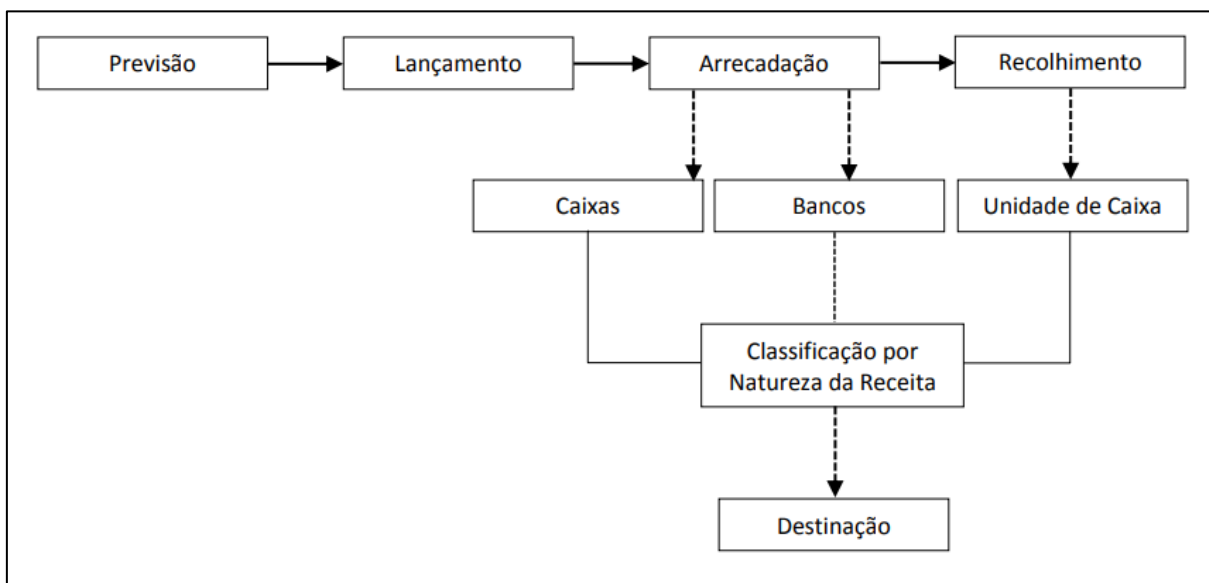 Previsão
Lançamento
Arrecadação
Recolhimento
Caixas
Bancos
Unidade de Caixa
Classificação por
Natureza da Receita
Destinação